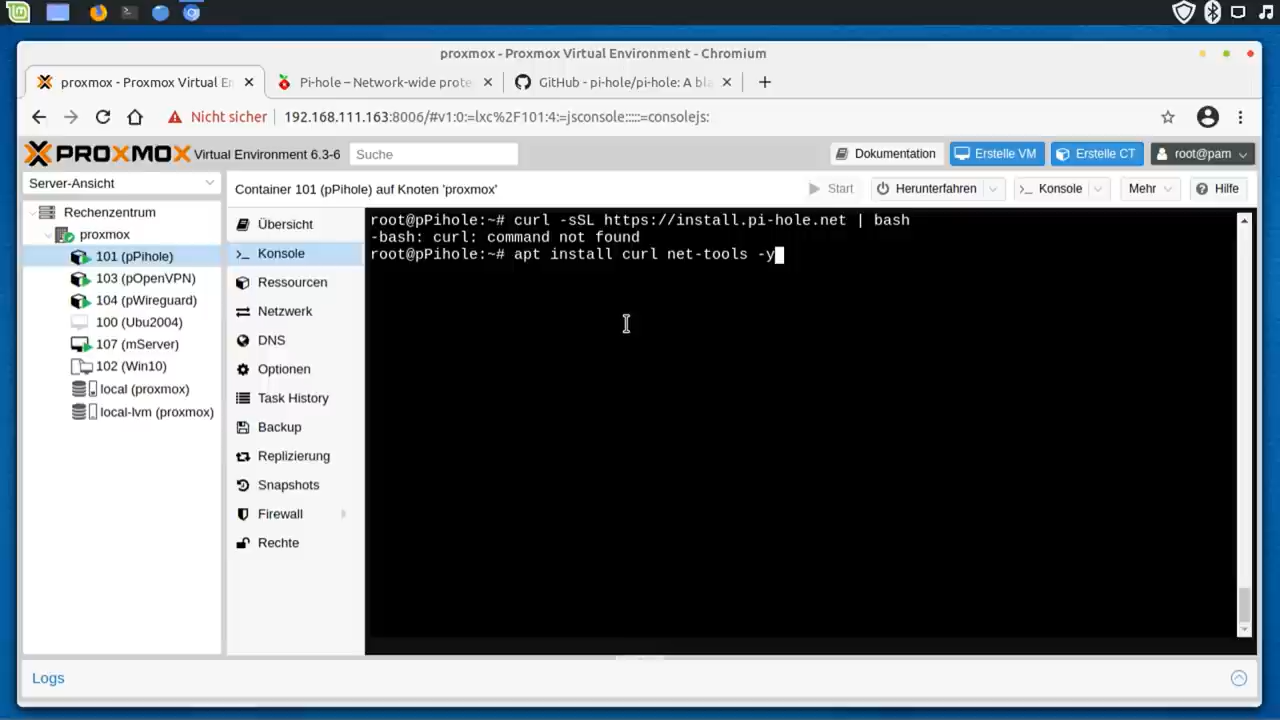 proxmox - Proxmox Virtual Environment - Chromium
proxmox - Proxmox Virtual En
Pi-hole – Network-wide prote
GitHub - pi-hole/pi-hole: A bla
Nicht sicher
192.168.111.163:8006/#v1:0:=lxc%2F101:4:=jsconsole:::::=consolejs:
PROXMOX Virtual Environment 6.3-6
Suche
Dokumentation
Erstelle VM
Erstelle CT
root@pam
Server-Ansicht
Container 101 (pPihole) auf Knoten 'proxmox'
Start
Herunterfahren
Konsole
Mehr
Hilfe
Rechenzentrum
proxmox
101 (pPihole)
103 (pOpenVPN)
104 (pWireguard)
100 (Ubu2004)
107 (mServer)
102 (Win10)
local (proxmox)
local-lvm (proxmox)
Übersicht
Konsole
Ressourcen
Netzwerk
DNS
Optionen
Task History
Backup
Replizierung
Snapshots
Firewall
Rechte
root@pPihole:~# curl -sSL https://install.pi-hole.net | bash
-bash: curl: command not found
root@pPihole:~# apt install curl net-tools -y
Logs